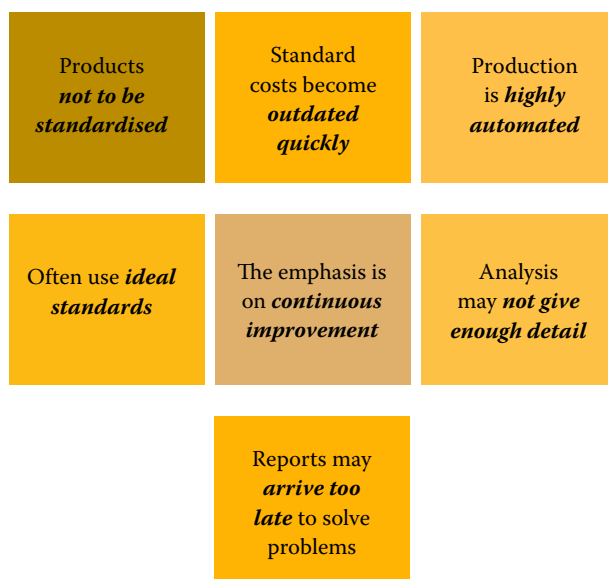 Products
not to be
standardised
Standard
costs become
outdated
quickly
Production
is highly
automated
Often use ideal
standards
The emphasis is
on continuous
improvement
Analysis
may not give
enough detail
Reports may
arrive too
late to solve
problems